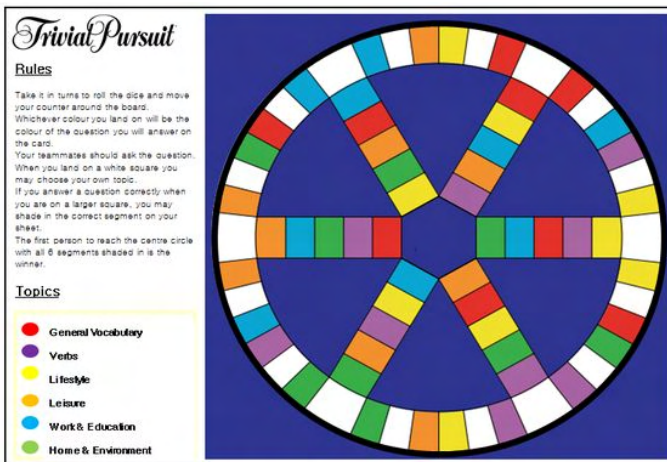 Trivial Pursuit
Rules
Take it in turns to roll the dice and move
your counter around the board.
Whichever colour you land on will be the
colour of the question you will answer on
the card.
Your teammates should ask the question.
When you land on a white square you
may choose your own topic.
If you answer a question correctly when
you are on a larger square, you may
shade in the correct segment on your
sheet.
The first person to reach the centre circle
with all 6 segments shaded in is the
winner.
Topics
General Vocabulary
Verbs
Lifestyle
Leisure
Work & Education
Home & Environment